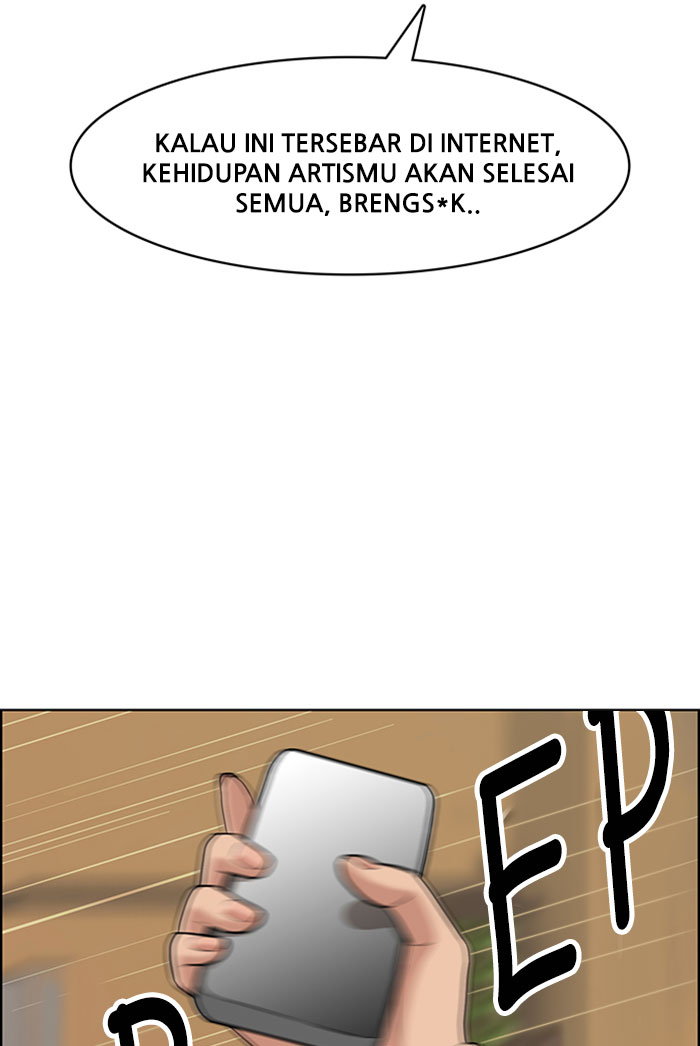 KALAU INI TERSEBAR DI INTERNET,
KEHIDUPAN ARTISMU AKAN SELESAI
SEMUA, BRENGS*K..
EP